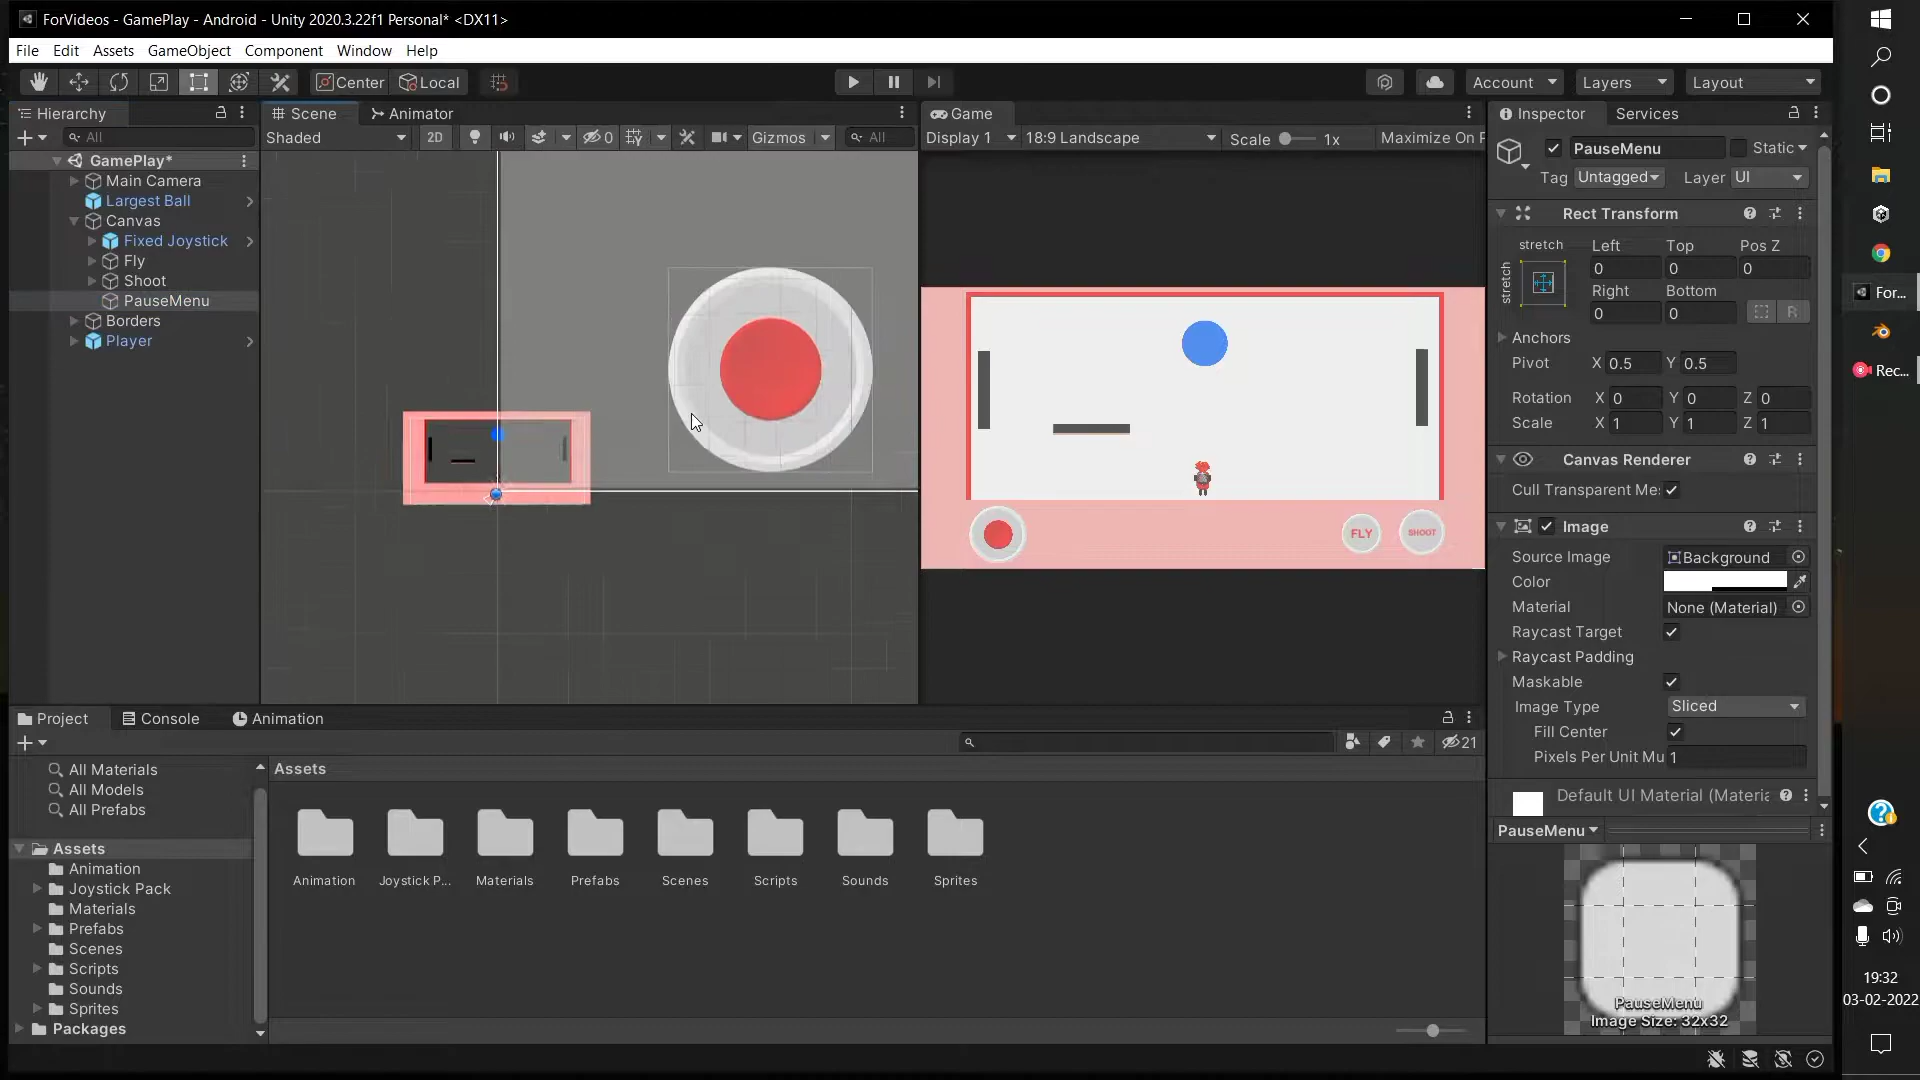 ForVideos - GamePlay - Android - Unity 2020.3.22f1 Personal* <DX11>
File Edit Assets GameObject Component Window Help
Center Local Account Layers Layout
Hierarchy
All
GamePlay*
Main Camera
Largest Ball
Canvas
Fixed Joystick
Fly
Shoot
PauseMenu
Borders
Player
Scene Animator
Shaded 2D 0 Gizmos All
Game
Display 1 18:9 Landscape Scale 1x Maximize On P
FLY SHOOT
Inspector Services
PauseMenu Static
Tag Untagged Layer UI
Rect Transform
stretch Left Top Pos Z
stretch 0 0 0
Right Bottom
0 0 R
Anchors
Pivot X 0.5 Y 0.5
Rotation X 0 Y 0 Z 0
Scale X 1 Y 1 Z 1
Canvas Renderer
Cull Transparent Me:
Image
Source Image Background
Color
Material None (Material)
Raycast Target
Raycast Padding
Maskable
Image Type Sliced
Fill Center
Pixels Per Unit Mu 1
Default UI Material (Materia
PauseMenu
PauseMenu
Image Size: 32x32
Project Console Animation
21
All Materials
All Models
All Prefabs
Assets
Animation
Joystick Pack
Materials
Prefabs
Scenes
Scripts
Sounds
Sprites
Packages
Assets
Animation Joystick P... Materials Prefabs Scenes Scripts Sounds Sprites
For...
Rec...
19:32
03-02-2022